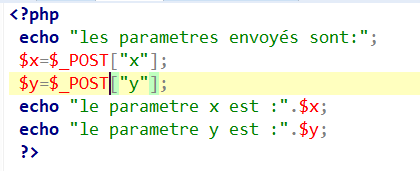 <?php
echo "les parametres envoyés sont:";
$x=$_POST["x"];
$y=$_POST["y"];
echo "le parametre x est :".$x;
echo "le parametre y est :".$y;
?>